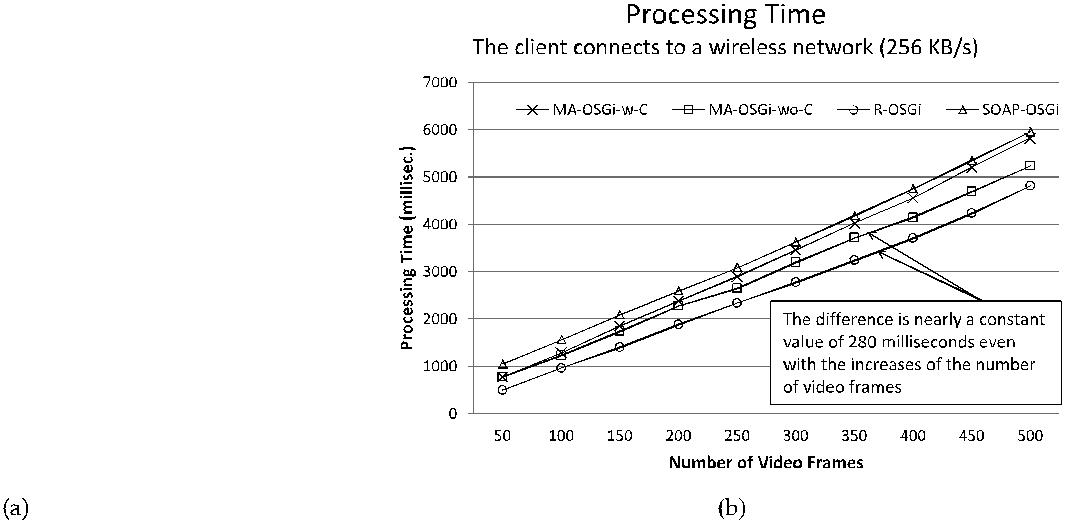 Processing Time
The client connects to a wireless network (256 KB/s)
7000
MA-OSGi-w-C MA-OSGi-wo-C R-OSGi SOAP-OSGi
6000
5000
4000
3000
2000
1000
0
Processing Time (millisec.)
The difference is nearly a constant
value of 280 milliseconds even
with the increases of the number
of video frames
50 100 150 200 250 300 350 400 450 500
Number of Video Frames
(a) (b)